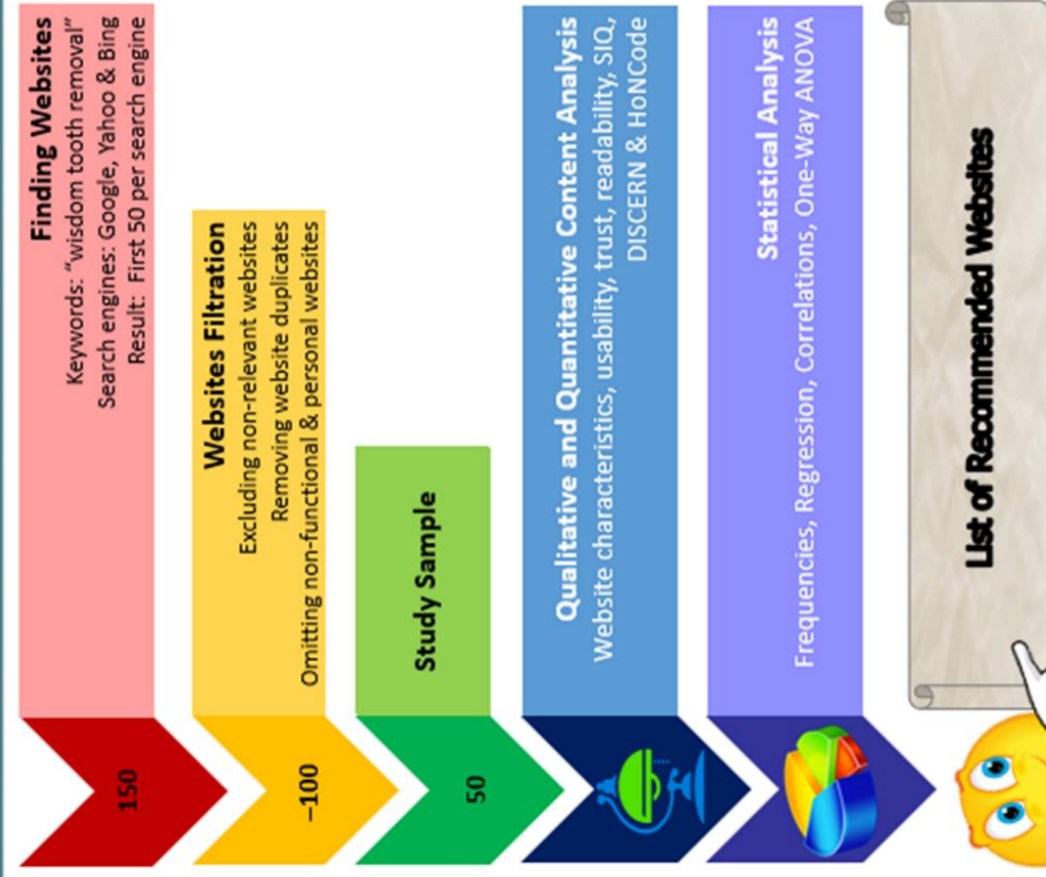 150
Finding Websites
Keywords: “wisdom tooth removal”
Search engines: Google, Yahoo & Bing
Result: First 50 per search engine
–100
Websites Filtration
Excluding non-relevant websites
Removing website duplicates
Omitting non-functional & personal websites
50
Study Sample
Qualitative and Quantitative Content Analysis
Website characteristics, usability, trust, readability, SIQ,
DISCERN & HoNCode
Statistical Analysis
Frequencies, Regression, Correlations, One-Way ANOVA
List of Recommended Websites